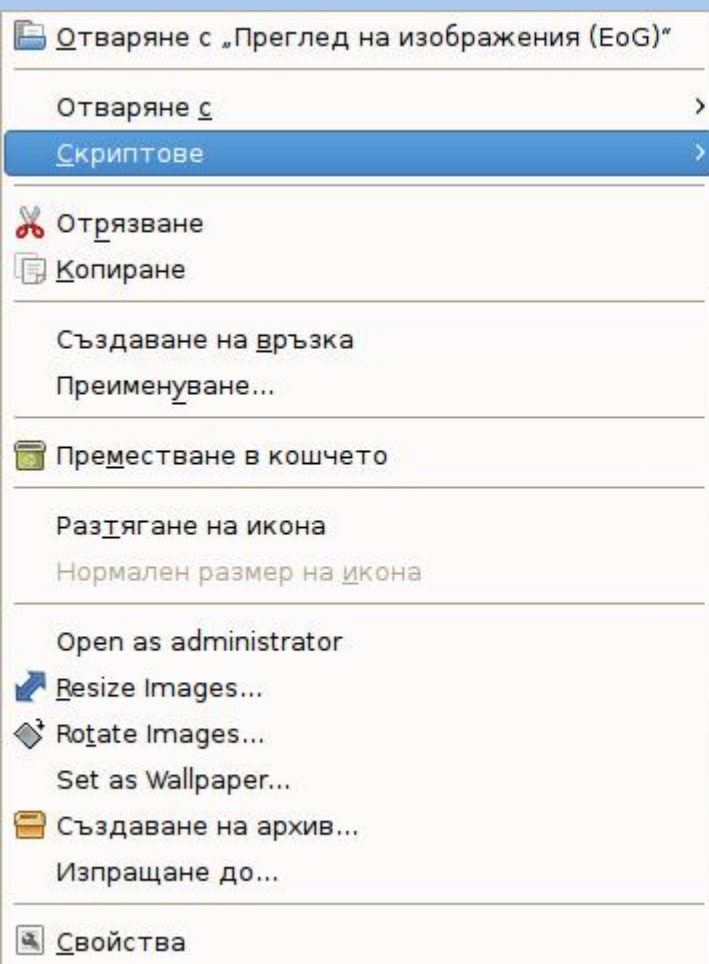 Отваряне с „Преглед на изображения (EoG)“
Отваряне с
Скриптове
Отрязване
Копиране
Създаване на връзка
Преименуване...
Преместване в кошчето
Разтягане на икона
Нормален размер на икона
Open as administrator
Resize Images...
Rotate Images...
Set as Wallpaper...
Създаване на архив...
Изпращане до...
Свойства